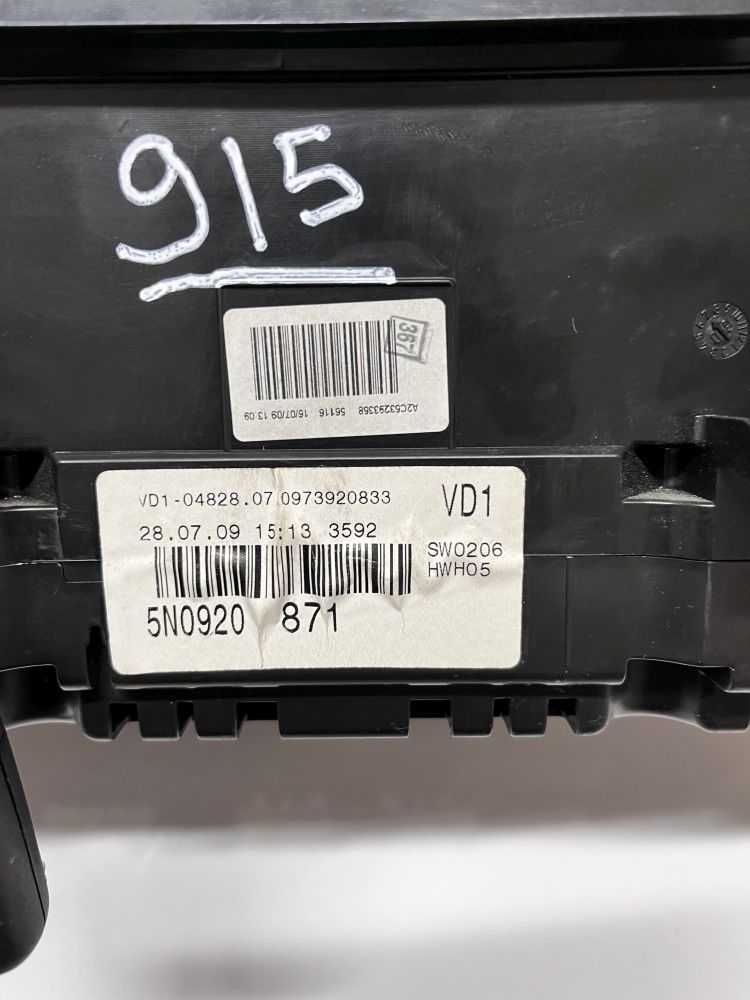 915
367
A2C53293358 56116 16/07/09 13.09
VD1-04828.07.0973920833
VD1
28.07.09 15:13 3592
SW0206
HWH05
5N0920 871